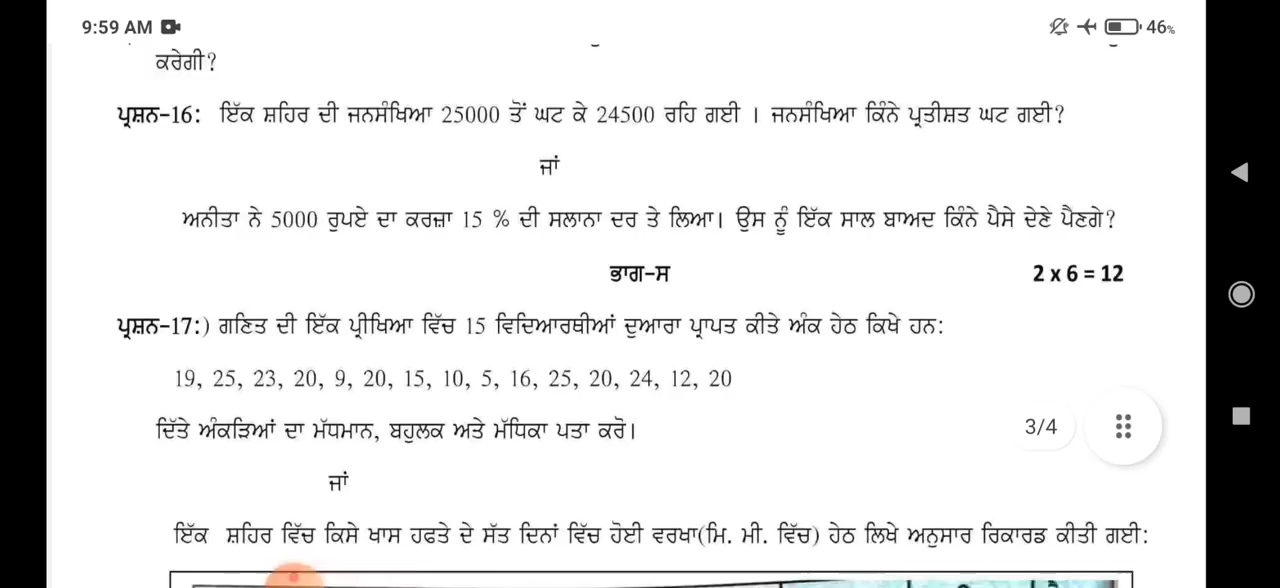 9:59 AM 46%
ਕਰੇਗੀ?
ਪ੍ਰਸ਼ਨ-16: ਇੱਕ ਸ਼ਹਿਰ ਦੀ ਜਨਸੰਖਿਆ 25000 ਤੋਂ ਘਟ ਕੇ 24500 ਰਹਿ ਗਈ । ਜਨਸੰਖਿਆ ਕਿੰਨੇ ਪ੍ਰਤੀਸ਼ਤ ਘਟ ਗਈ?
ਜਾਂ
ਅਨੀਤਾ ਨੇ 5000 ਰੁਪਏ ਦਾ ਕਰਜ਼ਾ 15 % ਦੀ ਸਲਾਨਾ ਦਰ ਤੇ ਲਿਆ। ਉਸ ਨੂੰ ਇੱਕ ਸਾਲ ਬਾਅਦ ਕਿੰਨੇ ਪੈਸੇ ਦੇਣੇ ਪੈਣਗੇ?
ਭਾਗ-ਸ 2 x 6 = 12
ਪ੍ਰਸ਼ਨ-17:) ਗਣਿਤ ਦੀ ਇੱਕ ਪ੍ਰੀਖਿਆ ਵਿੱਚ 15 ਵਿਦਿਆਰਥੀਆਂ ਦੁਆਰਾ ਪ੍ਰਾਪਤ ਕੀਤੇ ਅੰਕ ਹੇਠ ਕਿਖੇ ਹਨ:
19, 25, 23, 20, 9, 20, 15, 10, 5, 16, 25, 20, 24, 12, 20
ਦਿੱਤੇ ਅੰਕੜਿਆਂ ਦਾ ਮੱਧਮਾਨ, ਬਹੁਲਕ ਅਤੇ ਮੱਧਿਕਾ ਪਤਾ ਕਰੋ।
3/4
ਜਾਂ
ਇੱਕ ਸ਼ਹਿਰ ਵਿੱਚ ਕਿਸੇ ਖਾਸ ਹਫਤੇ ਦੇ ਸੱਤ ਦਿਨਾਂ ਵਿੱਚ ਹੋਈ ਵਰਖਾ(ਮਿ. ਮੀ. ਵਿੱਚ) ਹੇਠ ਲਿਖੇ ਅਨੁਸਾਰ ਰਿਕਾਰਡ ਕੀਤੀ ਗਈ: